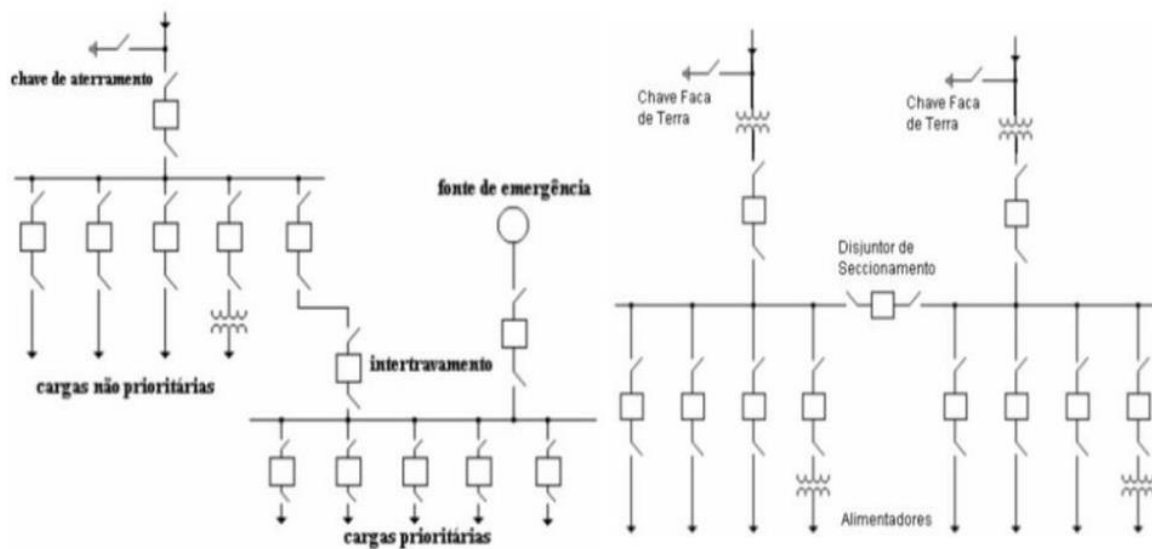 chave de aterramento
fonte de emergência
intertravamento
cargas não prioritárias
cargas prioritárias
Chave Faca
de Terra
Chave Faca
de Terra
Disjuntor de
Seccionamento
Alimentadores